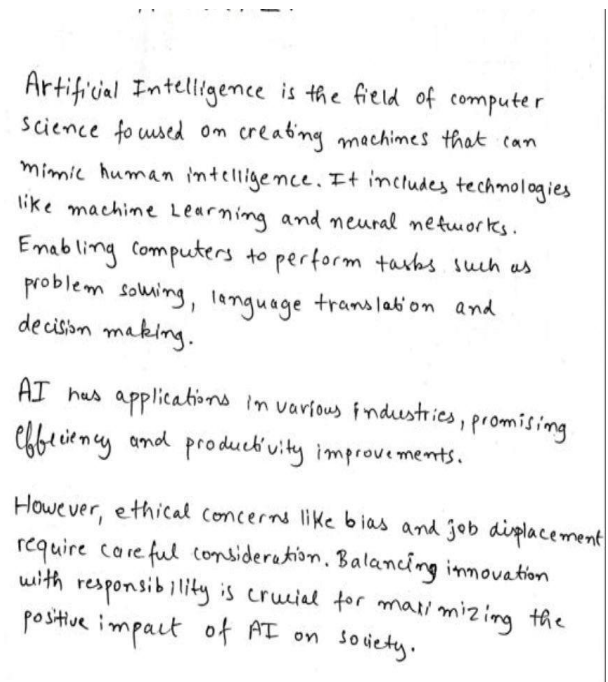 Artificial Intelligence is the field of computer
science focused on creating machines that can
mimic human intelligence. It includes technologies
like machine Learning and neural networks.
Enabling Computers to perform tasks such as
problem solving, language translation and
decision making.
AI has applications in various industries, promising
efficiency and productivity improvements.
However, ethical concerns like bias and job displacement
require careful consideration. Balancing innovation
with responsibility is crucial for maximizing the
positive impact of AI on society.